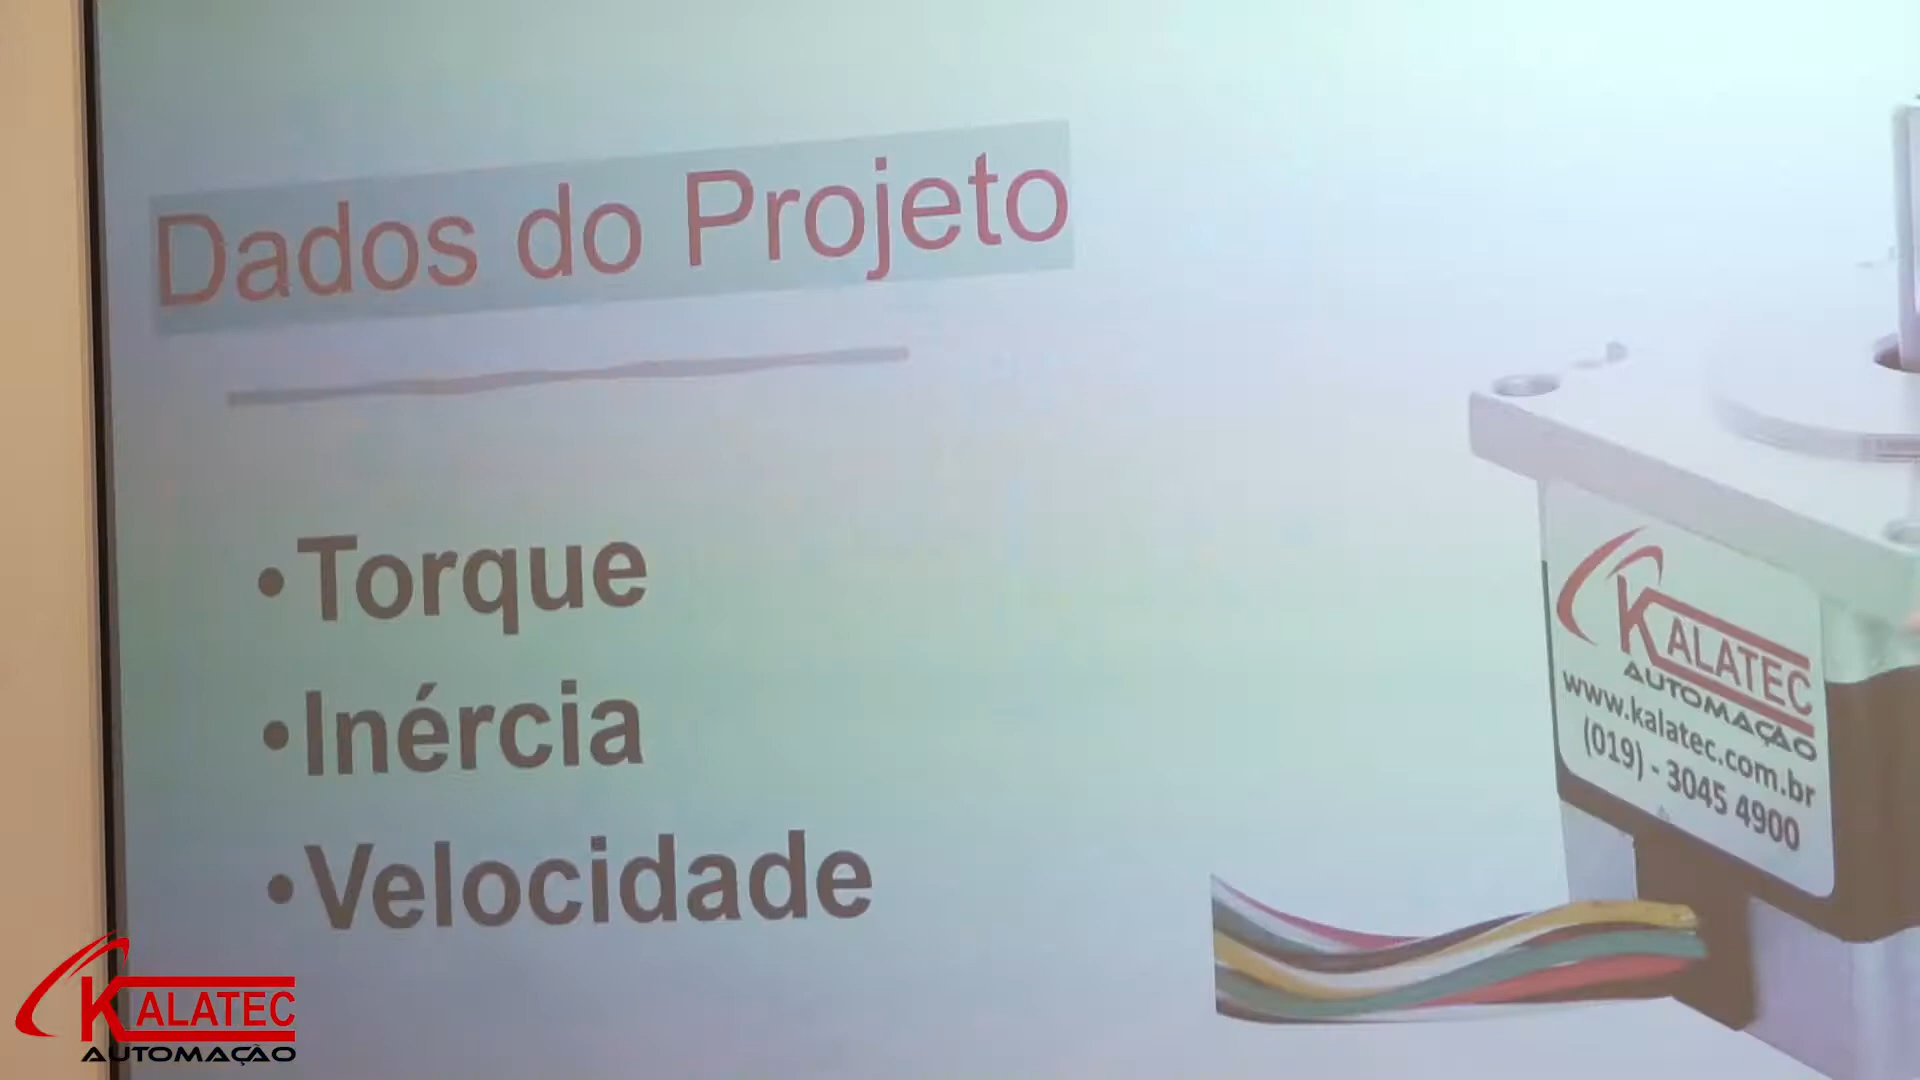 Dados do Projeto
•Torque
•Inércia
•Velocidade
KALATEC
AUTOMAÇÃO
www.kalatec.com.br
(019) - 3045 4900
KALATEC
AUTOMAÇÃO